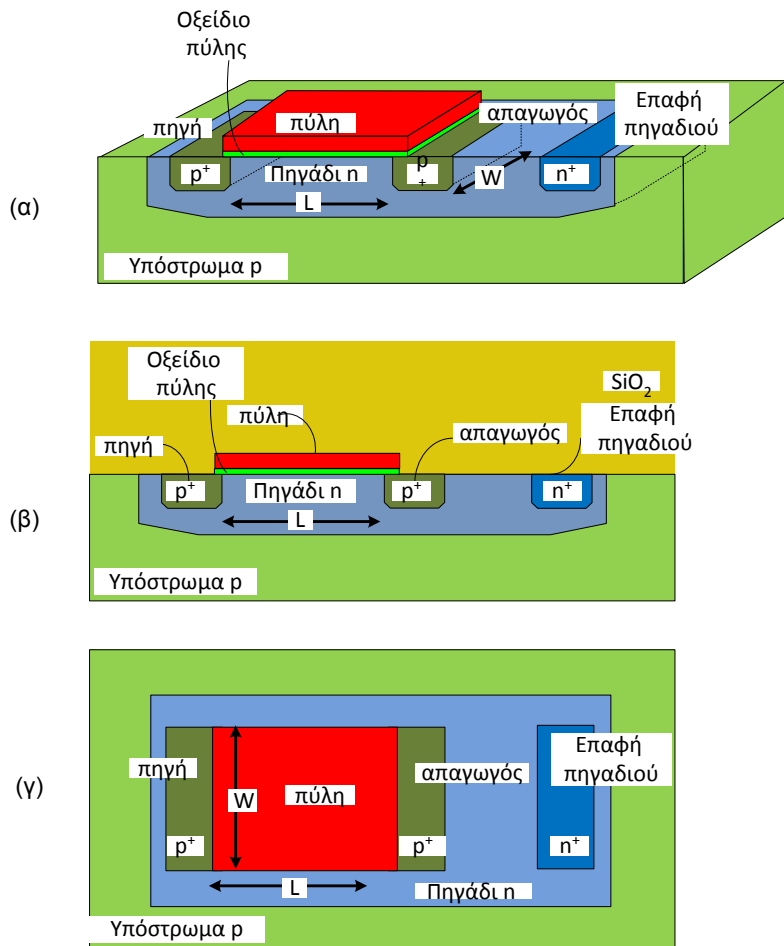 Οξείδιο
πύλης
πηγή
πύλη
απαγωγός
Επαφή
πηγαδιού
p+
Πηγάδι n
p
+
W
n+
L
(α)
Υπόστρωμα p
Οξείδιο
πύλης
SiO2
πύλη
Επαφή
πηγαδιού
πηγή
απαγωγός
p+
Πηγάδι n
p+
n+
L
(β)
Υπόστρωμα p
Επαφή
πηγαδιού
πηγή
απαγωγός
(γ)
W
πύλη
p+
p+
n+
L
Πηγάδι n
Υπόστρωμα p